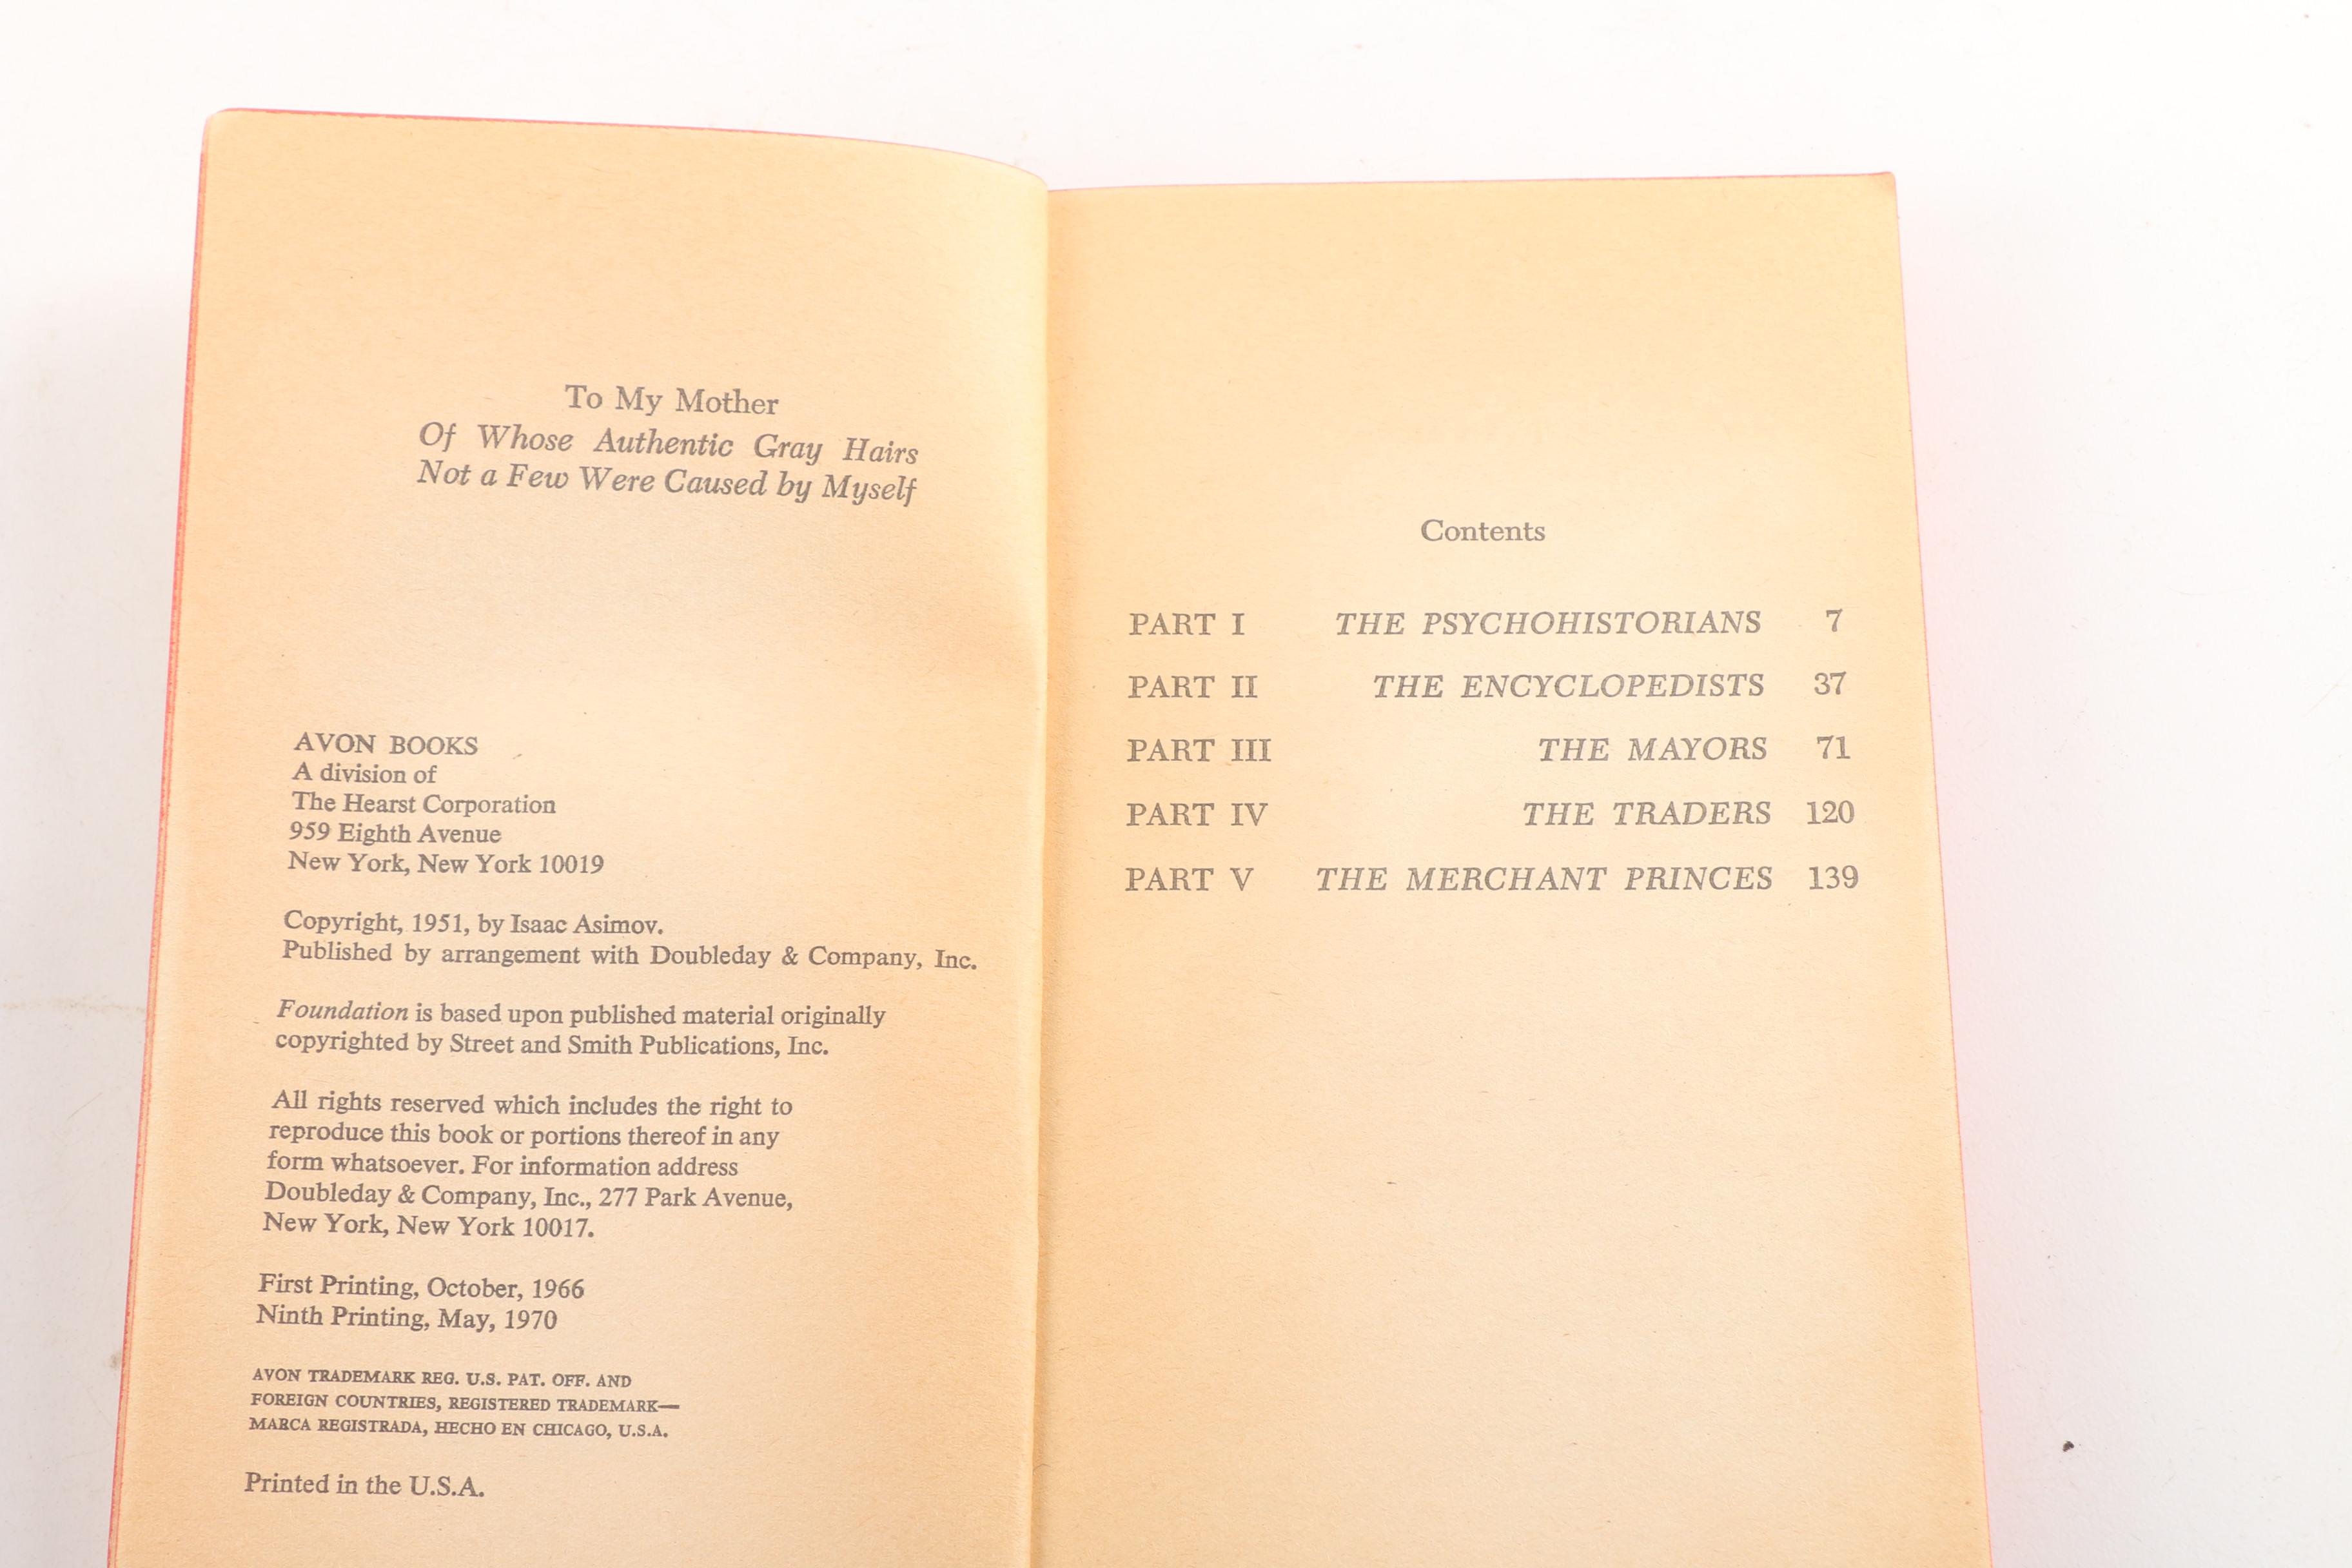 To My Mother
Of Whose Authentic Gray Hairs
Not a Few Were Caused by Myself
AVON BOOKS
A division of
The Hearst Corporation
959 Eighth Avenue
New York, New York 10019
Copyright, 1951, by Isaac Asimov.
Published by arrangement with Doubleday & Company, Inc.
Foundation is based upon published material originally
copyrighted by Street and Smith Publications, Inc.
All rights reserved which includes the right to
reproduce this book or portions thereof in any
form whatsoever. For information address
Doubleday & Company, Inc., 277 Park Avenue,
New York, New York 10017.
First Printing, October, 1966
Ninth Printing, May, 1970
AVON TRADEMARK REG. U.S. PAT. OFF. AND
FOREIGN COUNTRIES, REGISTERED TRADEMARK—
MARCA REGISTRADA, HECHO EN CHICAGO, U.S.A.
Printed in the U.S.A.
Contents
PART I THE PSYCHOHISTORIANS 7
PART II THE ENCYCLOPEDISTS 37
PART III THE MAYORS 71
PART IV THE TRADERS 120
PART V THE MERCHANT PRINCES 139